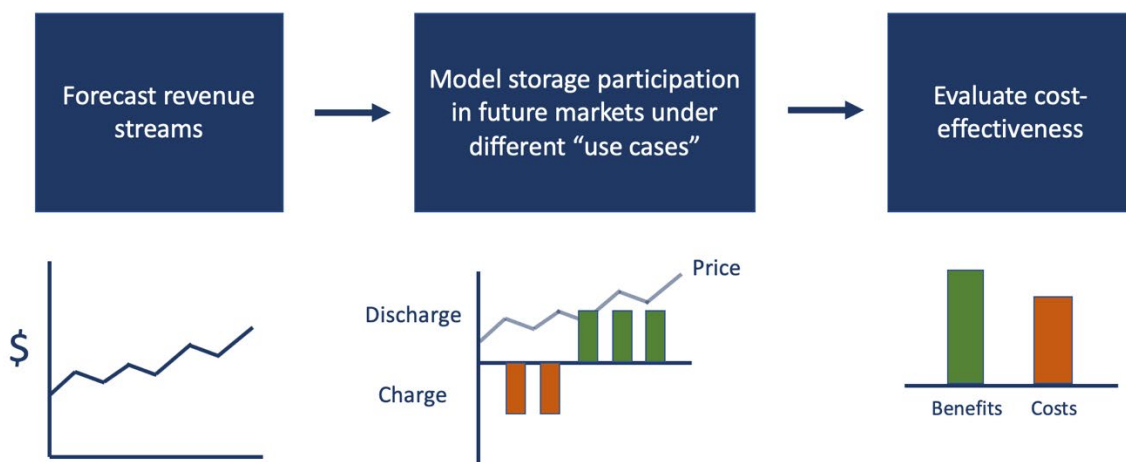 Forecast revenue
streams
Model storage participation
in future markets under
different “use cases”
Evaluate cost-
effectiveness
$
Price
Discharge
Charge
Benefits
Costs